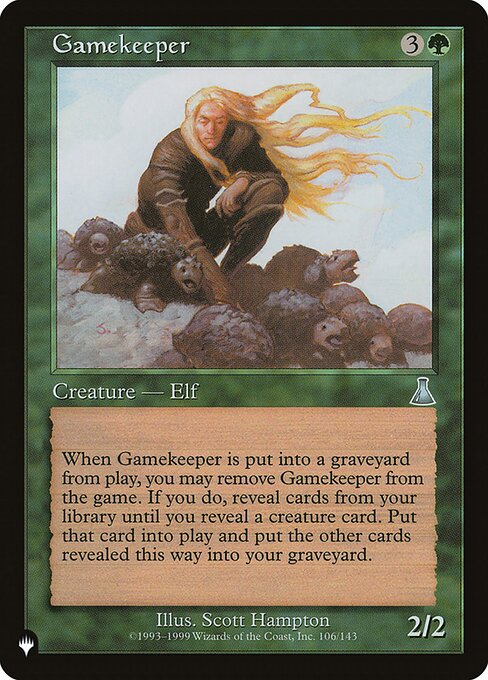 Gamekeeper 3
Creature — Elf
When Gamekeeper is put into a graveyard
from play, you may remove Gamekeeper from
the game. If you do, reveal cards from your
library until you reveal a creature card. Put
that card into play and put the other cards
revealed this way into your graveyard.
Illus. Scott Hampton
©1993–1999 Wizards of the Coast, Inc. 106/143
2/2